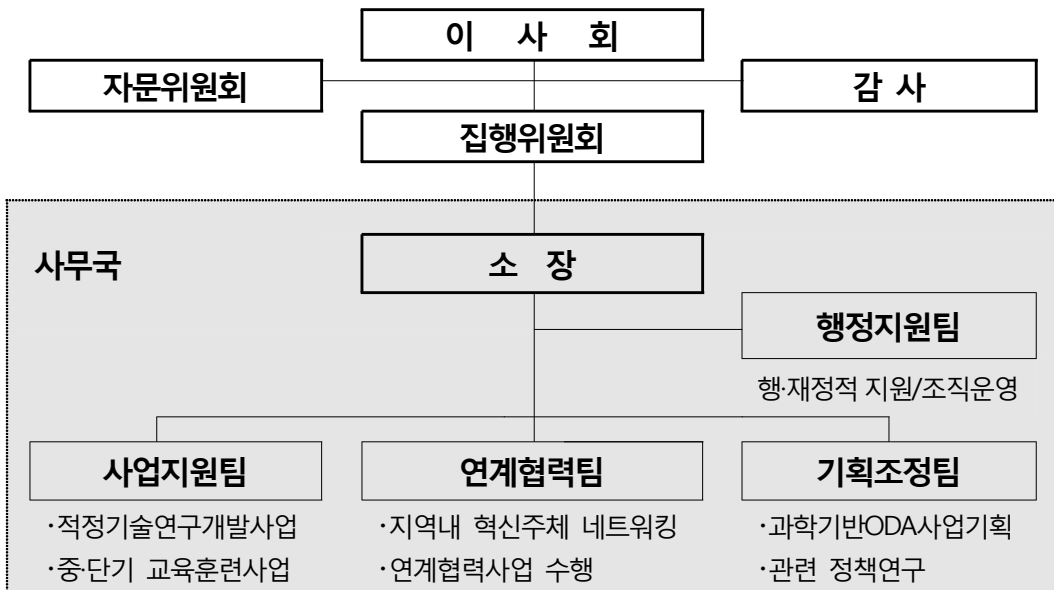 이 사 회
자문위원회
감 사
집행위원회
사무국
소 장
행정지원팀
행·재정적 지원/조직운영
사업지원팀
연계협력팀
기획조정팀
·적정기술연구개발사업
·지역내 혁신주체 네트워킹
·과학기반ODA사업기획
·중·단기 교육훈련사업
·연계협력사업 수행
·관련 정책연구